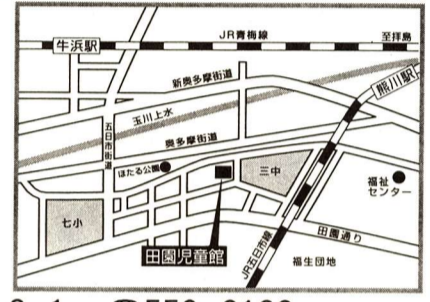 JR青梅線
至拝島
牛浜駅
新奥多摩街道
熊川駅
玉川上水
奥多摩街道
五日市街道
ほたる公園
三中
福祉
センター
七小
田園通り
田園児童館
JR五日市線
福生団地